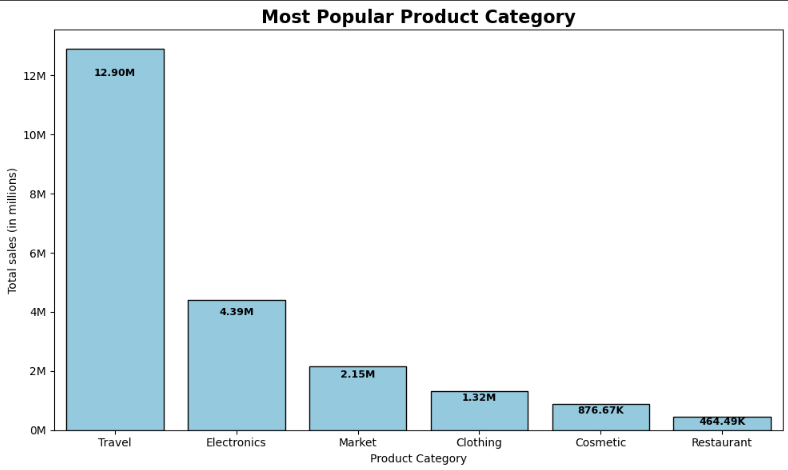 Most Popular Product Category
Total sales (in millions)
12M
10M
8M
6M
4M
2M
0M
12.90M
4.39M
2.15M
1.32M
876.67K
464.49K
Travel
Electronics
Market
Clothing
Cosmetic
Restaurant
Product Category